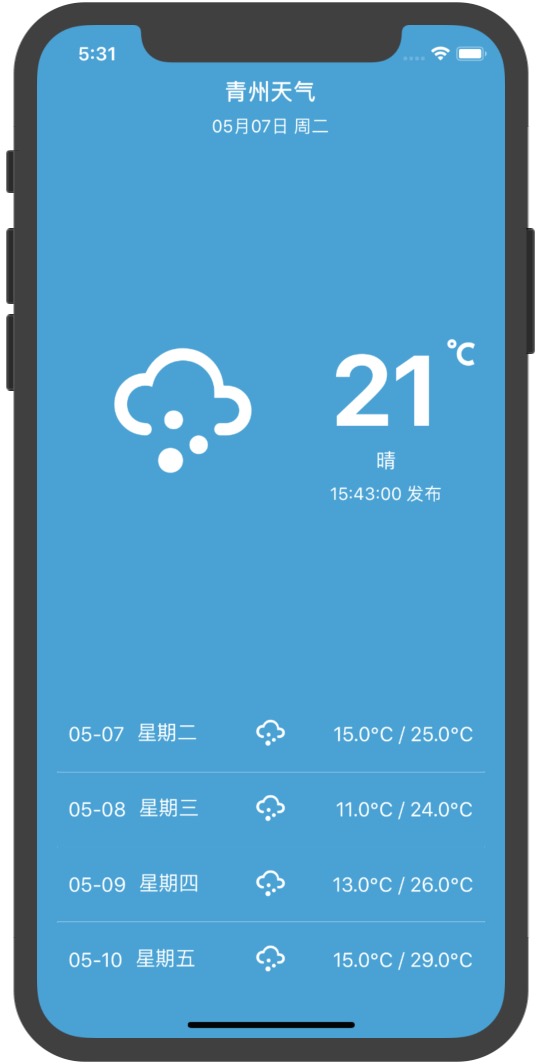 5:31
青州天气
05月07日 周二
21 °C
晴
15:43:00 发布
05-07 星期二 15.0°C / 25.0°C
05-08 星期三 11.0°C / 24.0°C
05-09 星期四 13.0°C / 26.0°C
05-10 星期五 15.0°C / 29.0°C